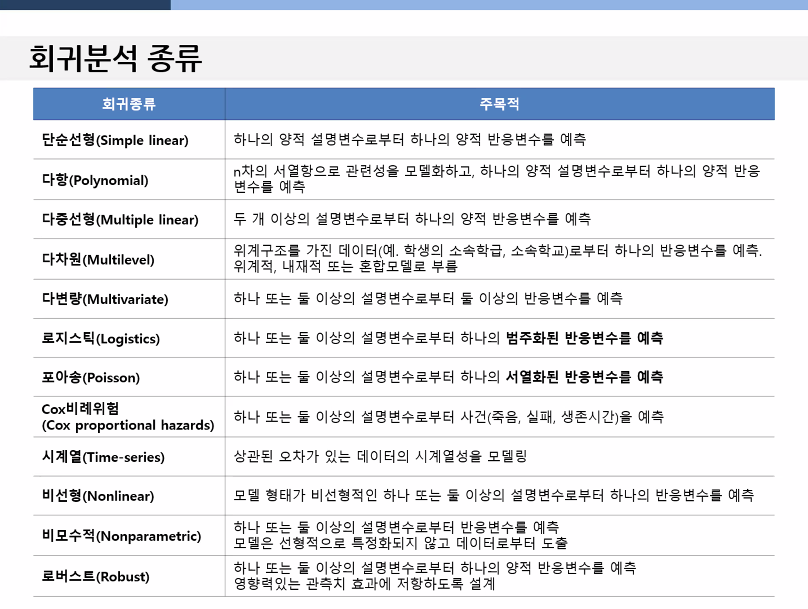 회귀분석 종류
회귀종류
주목적
단순선형(Simple linear)
하나의 양적 설명변수로부터 하나의 양적 반응변수를 예측
다항(Polynomial)
n차의 서열항으로 관련성을 모델화하고, 하나의 양적 설명변수로부터 하나의 양적 반응
변수를 예측
다중선형(Multiple linear)
두 개 이상의 설명변수로부터 하나의 양적 반응변수를 예측
다차원(Multilevel)
위계구조를 가진 데이터(예. 학생의 소속학급, 소속학교)로부터 하나의 반응변수를 예측.
위계적, 내재적 또는 혼합모델로 부름
다변량(Multivariate)
하나 또는 둘 이상의 설명변수로부터 둘 이상의 반응변수를 예측
로지스틱(Logistics)
하나 또는 둘 이상의 설명변수로부터 하나의 범주화된 반응변수를 예측
포아송(Poisson)
하나 또는 둘 이상의 설명변수로부터 하나의 서열화된 반응변수를 예측
Cox비례위험
(Cox proportional hazards)
하나 또는 둘 이상의 설명변수로부터 사건(죽음, 실패, 생존시간)을 예측
시계열(Time-series)
상관된 오차가 있는 데이터의 시계열성을 모델링
비선형(Nonlinear)
모델 형태가 비선형적인 하나 또는 둘 이상의 설명변수로부터 하나의 반응변수를 예측
비모수적(Nonparametric)
하나 또는 둘 이상의 설명변수로부터 반응변수를 예측
모델은 선형적으로 특정화되지 않고 데이터로부터 도출
로버스트(Robust)
하나 또는 둘 이상의 설명변수로부터 하나의 양적 반응변수를 예측
영향력있는 관측치 효과에 저항하도록 설계